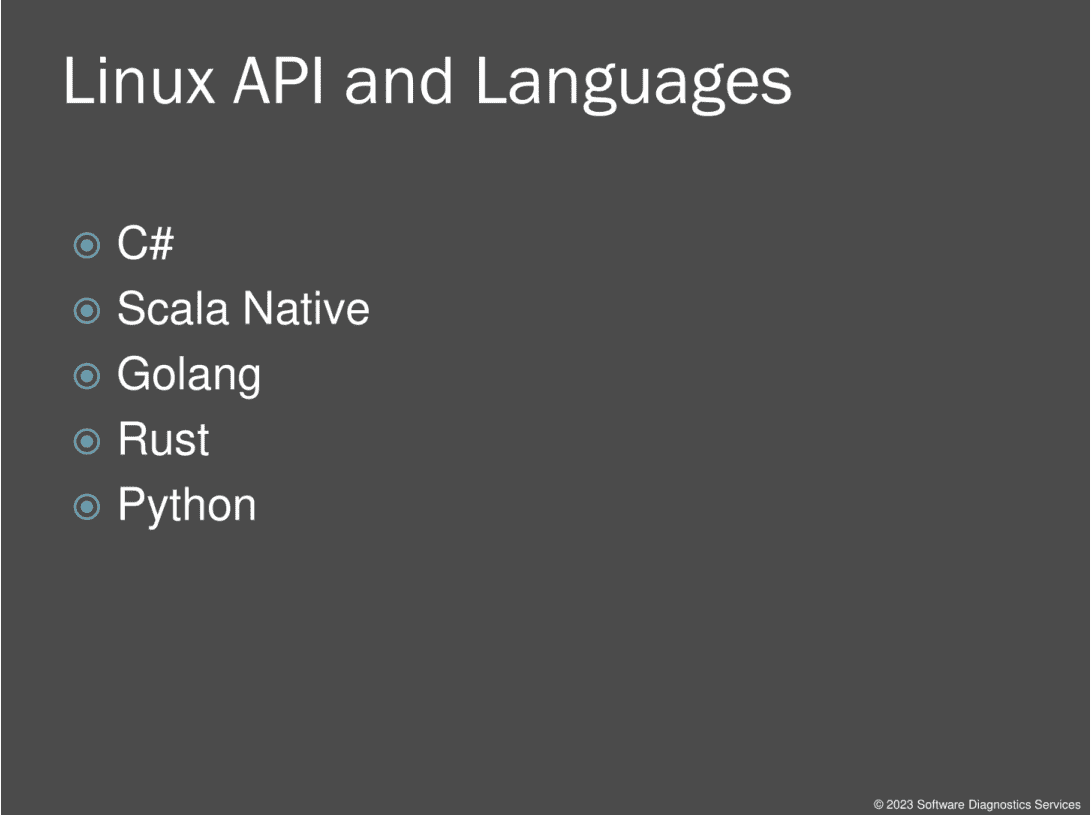 Linux API and Languages
C#
Scala Native
Golang
Rust
Python
© 2023 Software Diagnostics Services